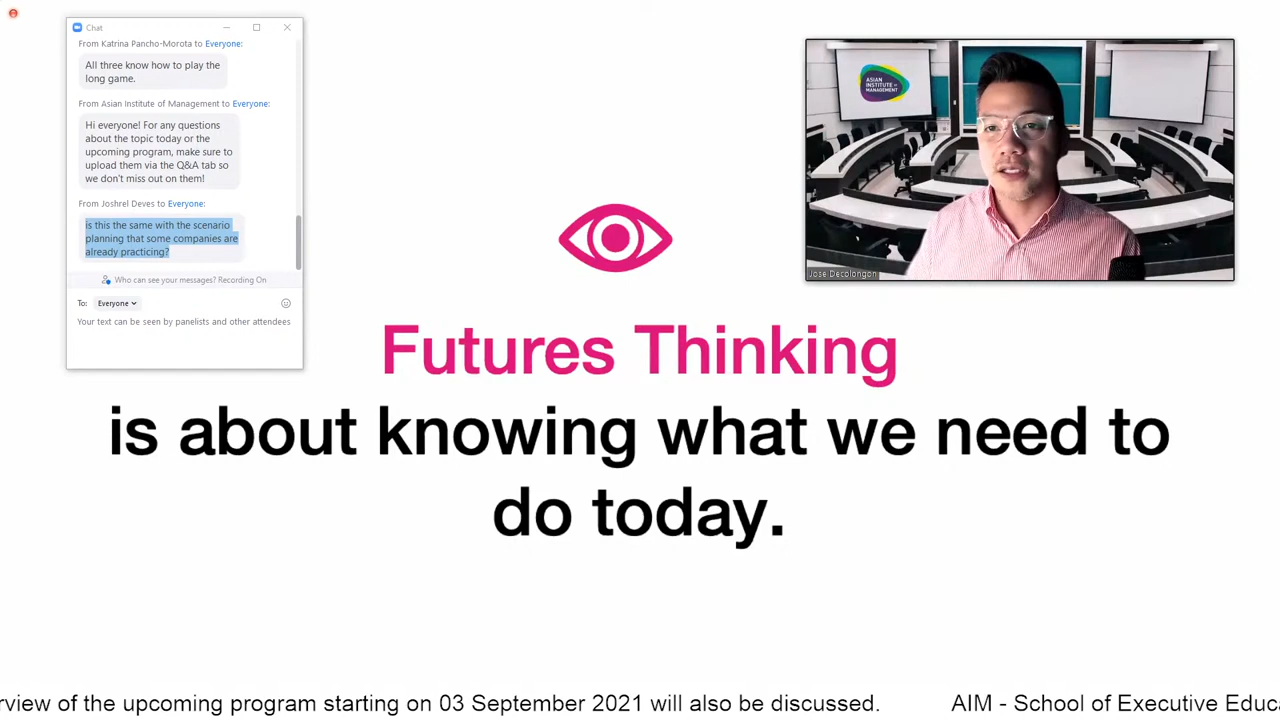 Chat
From Katrina Pancho-Morota to Everyone:
All three know how to play the
long game.
From Asian Institute of Management to Everyone:
Hi everyone! For any questions
about the topic today or the
upcoming program, make sure to
upload them via the Q&A tab so
we don't miss out on them!
From Joshrel Deves to Everyone:
is this the same with the scenario
planning that some companies are
already practicing?
Who can see your messages? Recording On
To: Everyone
Your text can be seen by panelists and other attendees
ASIAN
INSTITUTE OF
MANAGEMENT
Jose Decolongon
Futures Thinking
is about knowing what we need to
do today.
rview of the upcoming program starting on 03 September 2021 will also be discussed. AIM - School of Executive Educa